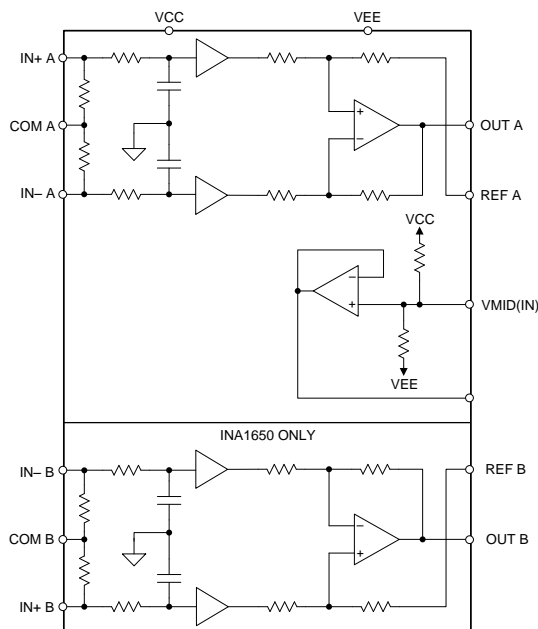 VCC
VEE
IN+ A
COM A
OUT A
IN– A
REF A
VCC
VMID(IN)
VEE
INA1650 ONLY
IN– B
REF B
COM B
OUT B
IN+ B
+
–
–
+
–
+